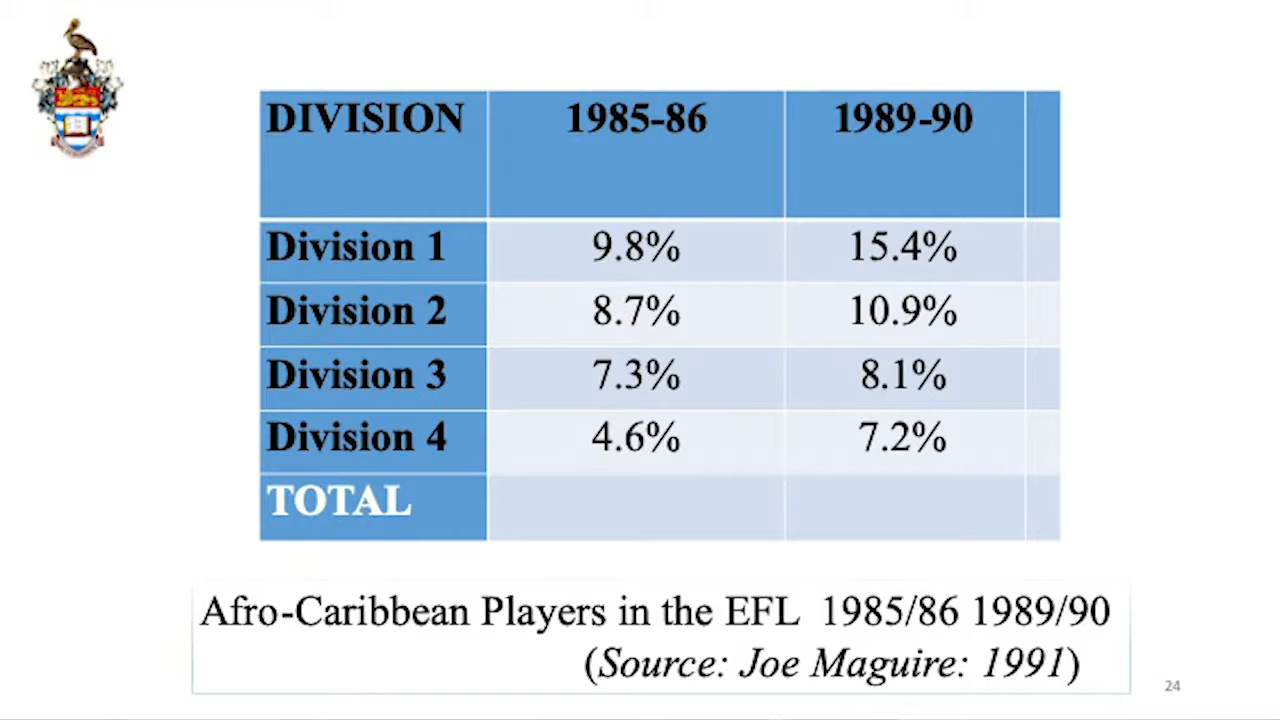 DIVISION 1985-86 1989-90
Division 1 9.8% 15.4%
Division 2 8.7% 10.9%
Division 3 7.3% 8.1%
Division 4 4.6% 7.2%
TOTAL
Afro-Caribbean Players in the EFL 1985/86 1989/90
(Source: Joe Maguire: 1991)
24